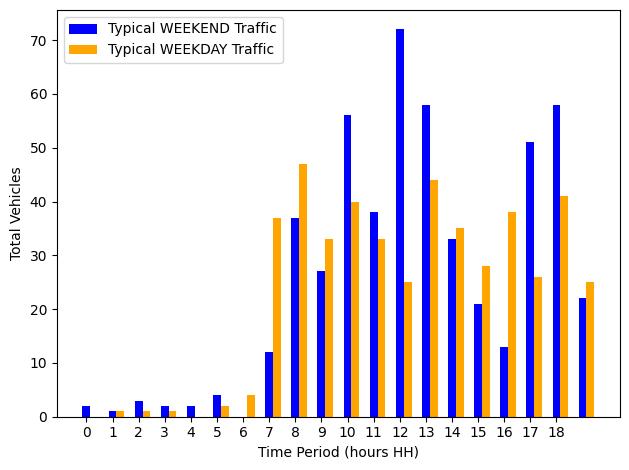 Typical WEEKEND Traffic
Typical WEEKDAY Traffic
70
60
50
40
30
20
10
0
Total Vehicles
0 1 2 3 4 5 6 7 8 9 10 11 12 13 14 15 16 17 18
Time Period (hours HH)